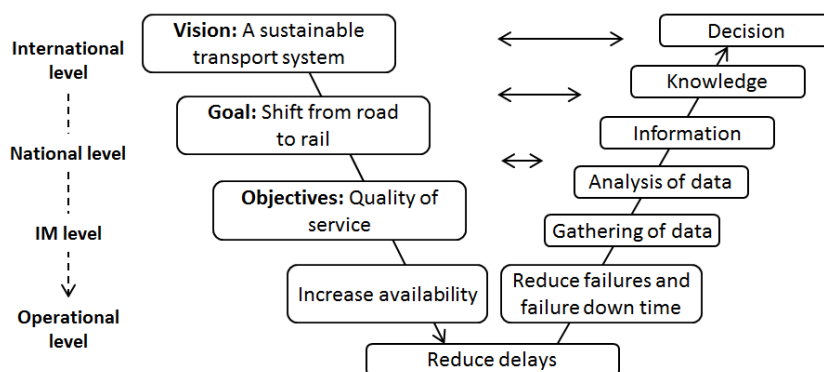 International
level
National level
IM level
Operational
level
Vision: A sustainable
transport system
Goal: Shift from road
to rail
Objectives: Quality of
service
Increase availability
Reduce delays
Decision
Knowledge
Information
Analysis of data
Gathering of data
Reduce failures and
failure down time